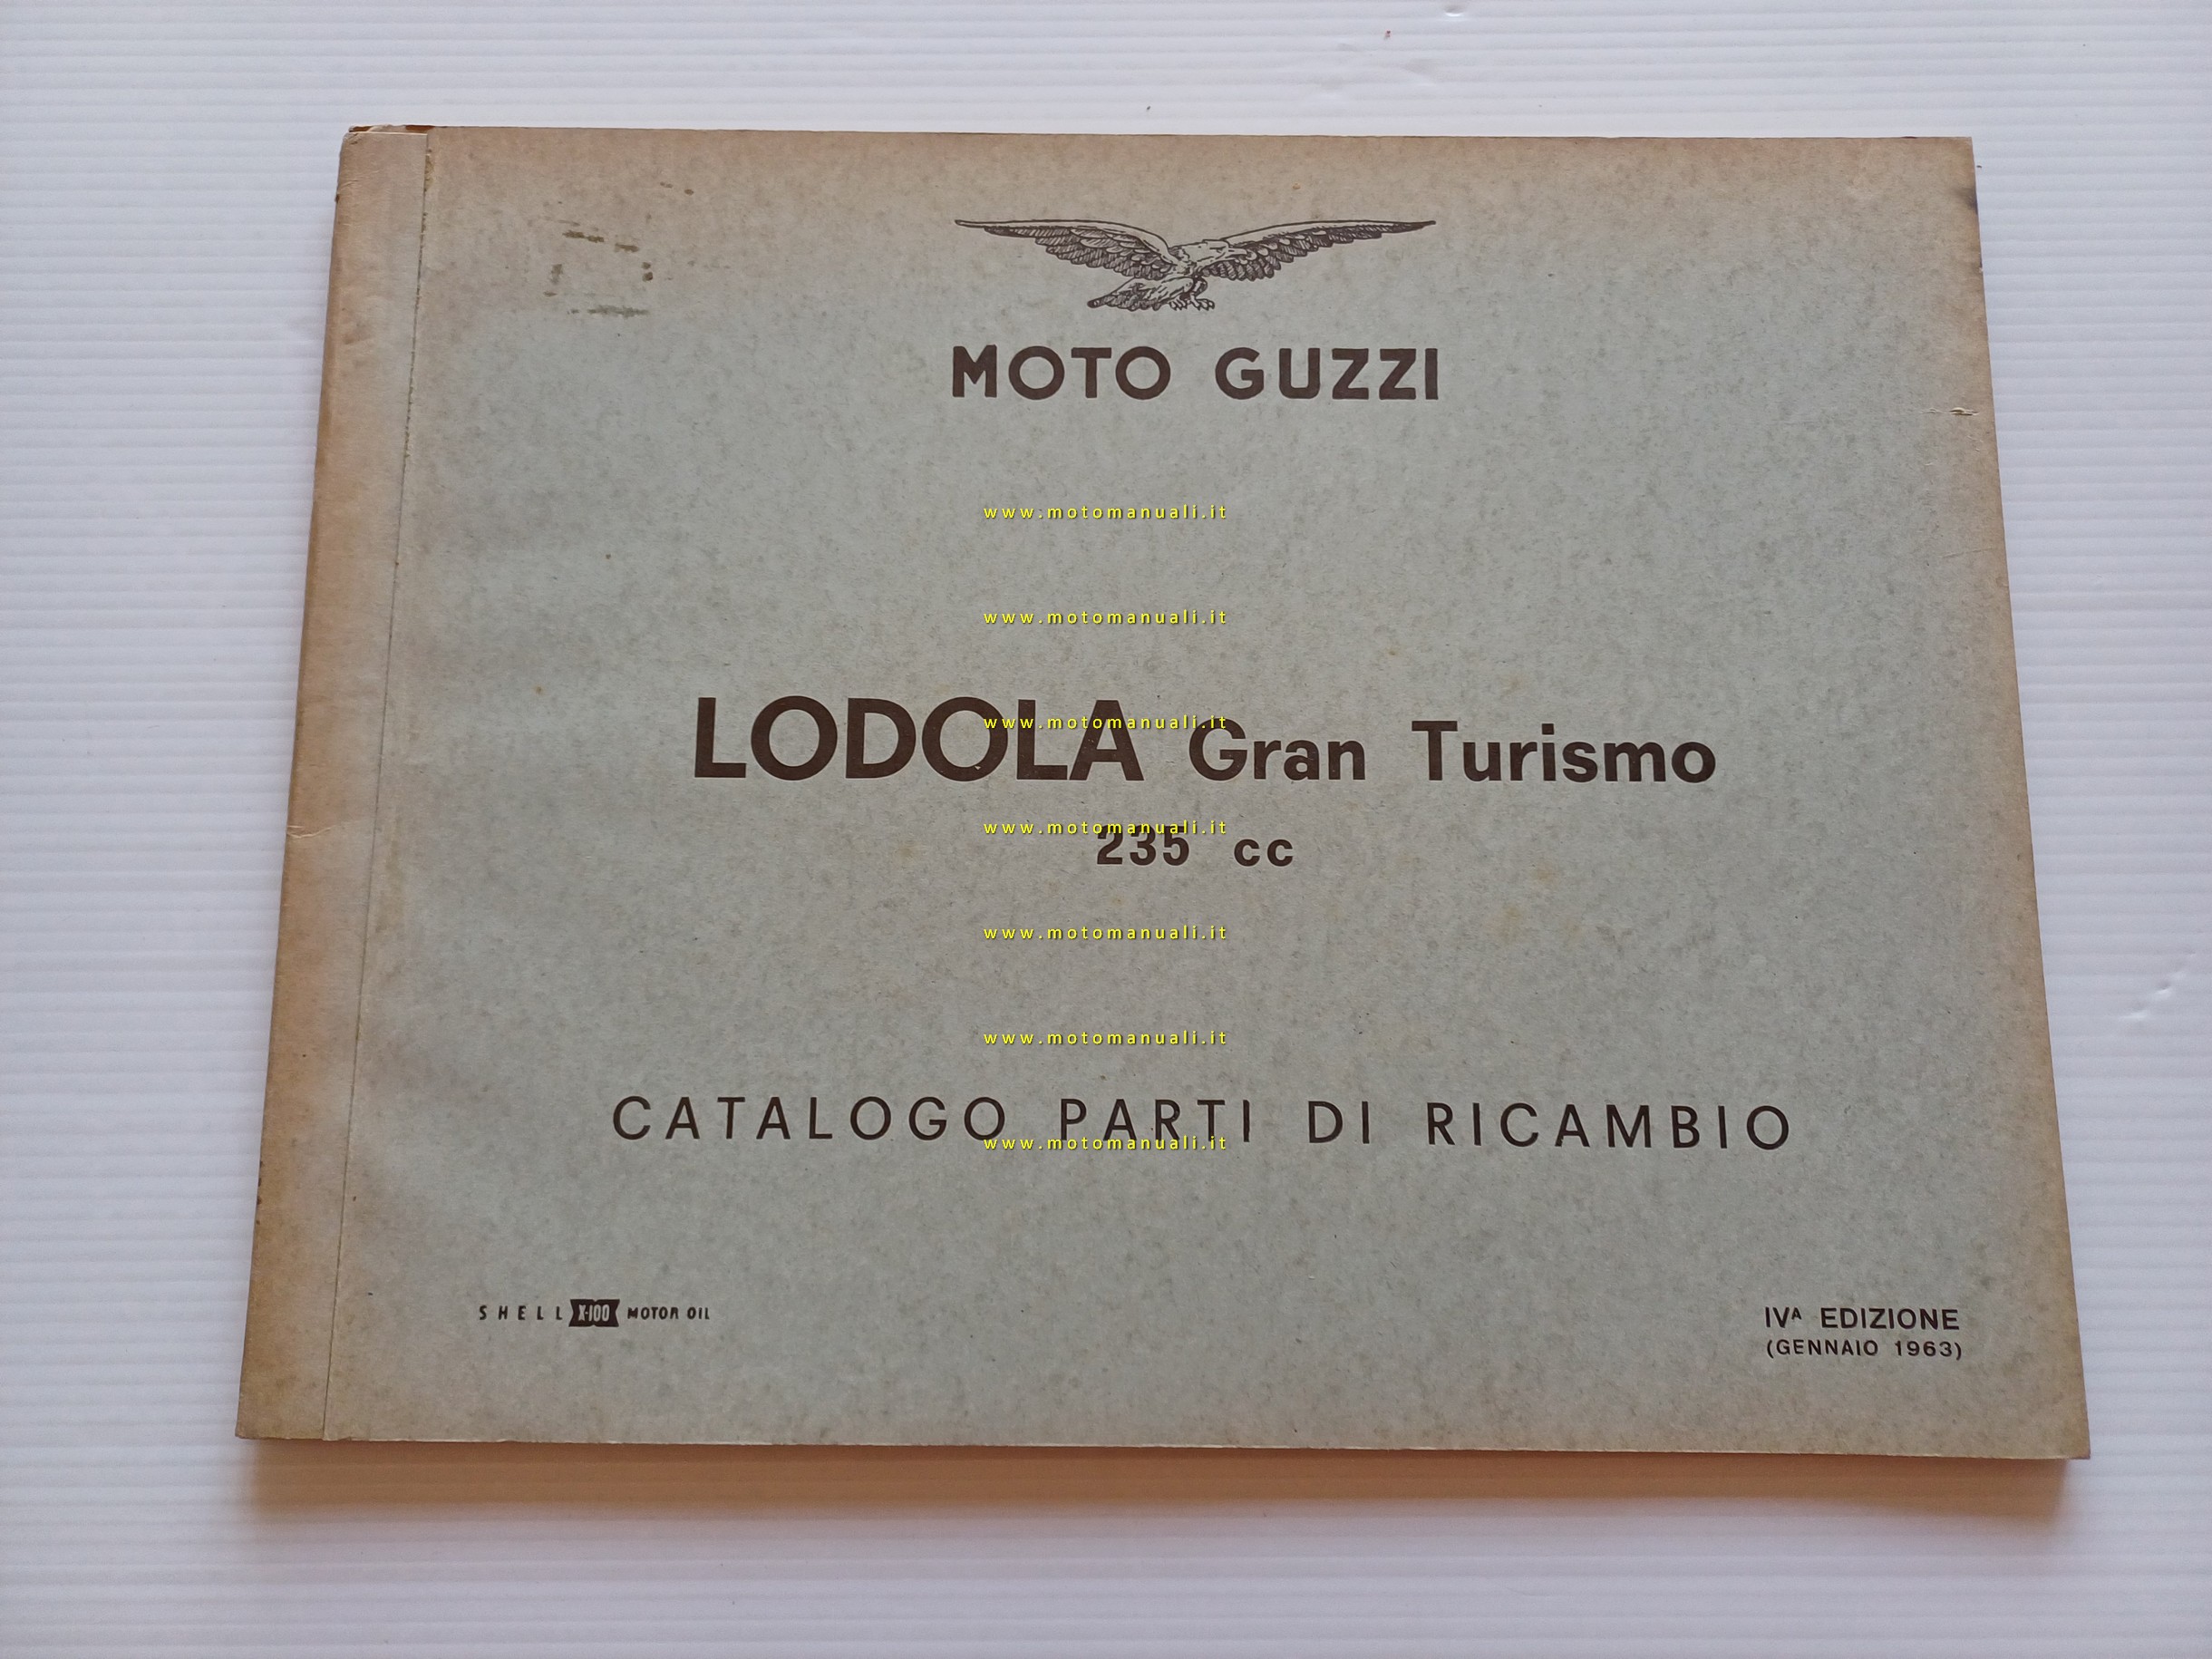 MOTO GUZZI
www.motomanuali.it
www.motomanuali.it
LODOLA Gran Turismo
www.motomanuali.it
235 cc
www.motomanuali.it
www.motomanuali.it
www.motomanuali.it
CATALOGO PARTI DI RICAMBIO
www.motomanuali.it
SHELL X-100 MOTOR OIL
IVᴬ EDIZIONE
(GENNAIO 1963)